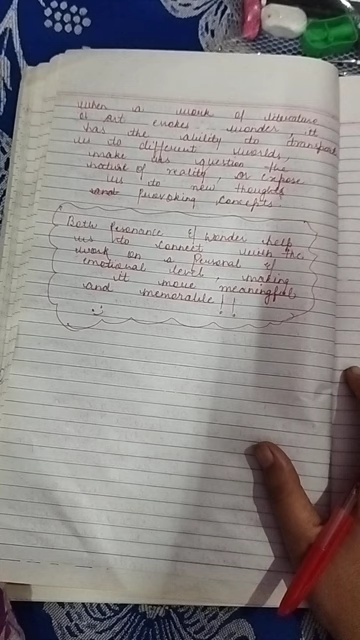 When a work of literature
or art evokes wonder, it
has the ability to transport
us to different worlds,
make us question the
nature of reality, or expose
us to new thoughts
and provoking concepts
Both Resonance & Wonder help
us to connect with the
work on a Personal &
emotional level making
it more meaningful
and memorable!!